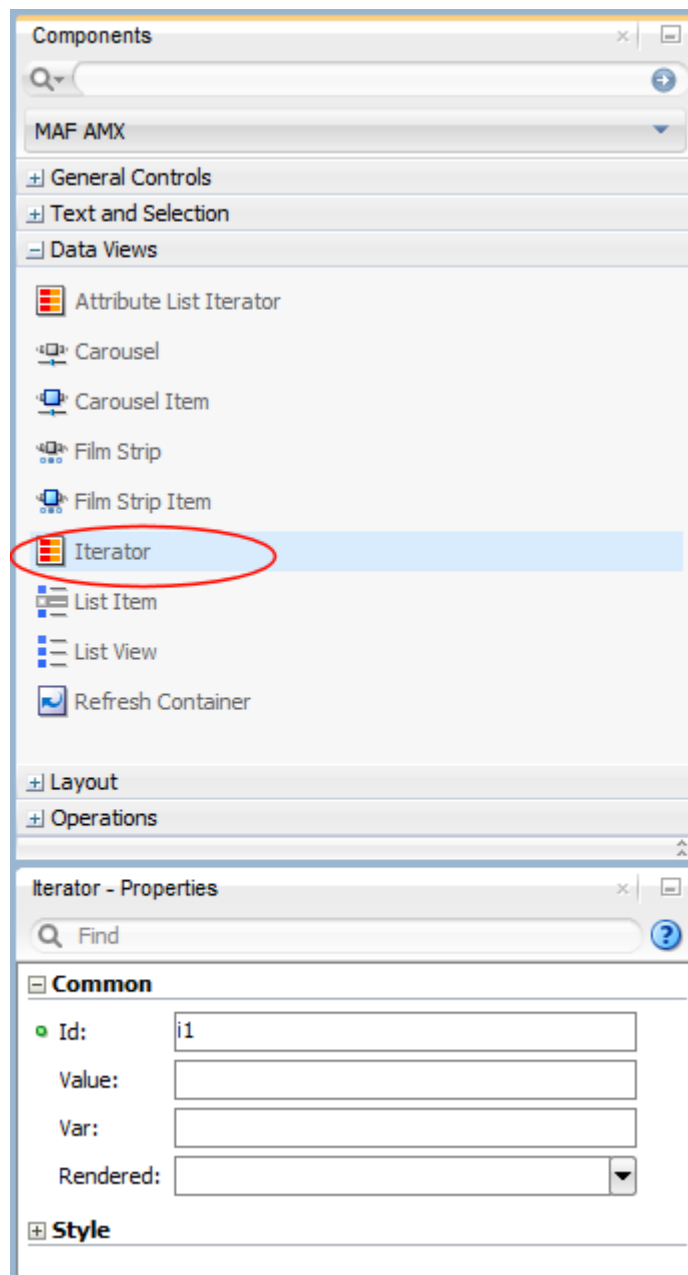 Components
MAF AMX
General Controls
Text and Selection
Data Views
Attribute List Iterator
Carousel
Carousel Item
Film Strip
Film Strip Item
Iterator
List Item
List View
Refresh Container
Layout
Operations
Iterator - Properties
Find
Common
Id: i1
Value:
Var:
Rendered:
Style